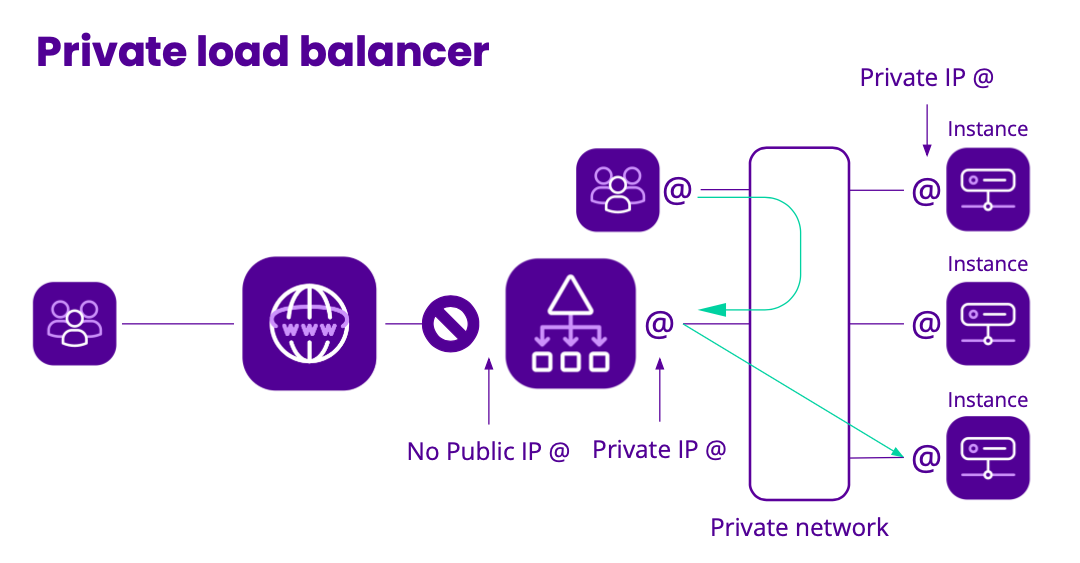 Private load balancer
Private IP @
Instance
@
@
Instance
www
@
@
No Public IP @
Private IP @
Instance
@
Private network